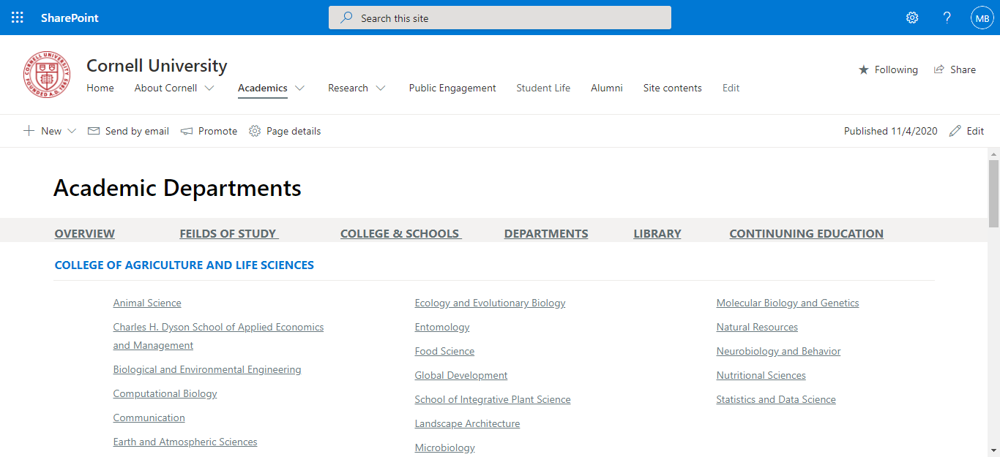 SharePoint
Search this site
?
MB
CORNELL UNIVERSITY
FOUNDED A.D. 1865
Cornell University
Home About Cornell Academics Research Public Engagement Student Life Alumni Site contents Edit
Following Share
New Send by email Promote Page details Published 11/4/2020 Edit
Academic Departments
OVERVIEW FEILDS OF STUDY COLLEGE & SCHOOLS DEPARTMENTS LIBRARY CONTINUNING EDUCATION
COLLEGE OF AGRICULTURE AND LIFE SCIENCES
Animal Science
Charles H. Dyson School of Applied Economics
and Management
Biological and Environmental Engineering
Computational Biology
Communication
Earth and Atmospheric Sciences
Ecology and Evolutionary Biology
Entomology
Food Science
Global Development
School of Integrative Plant Science
Landscape Architecture
Microbiology
Molecular Biology and Genetics
Natural Resources
Neurobiology and Behavior
Nutritional Sciences
Statistics and Data Science